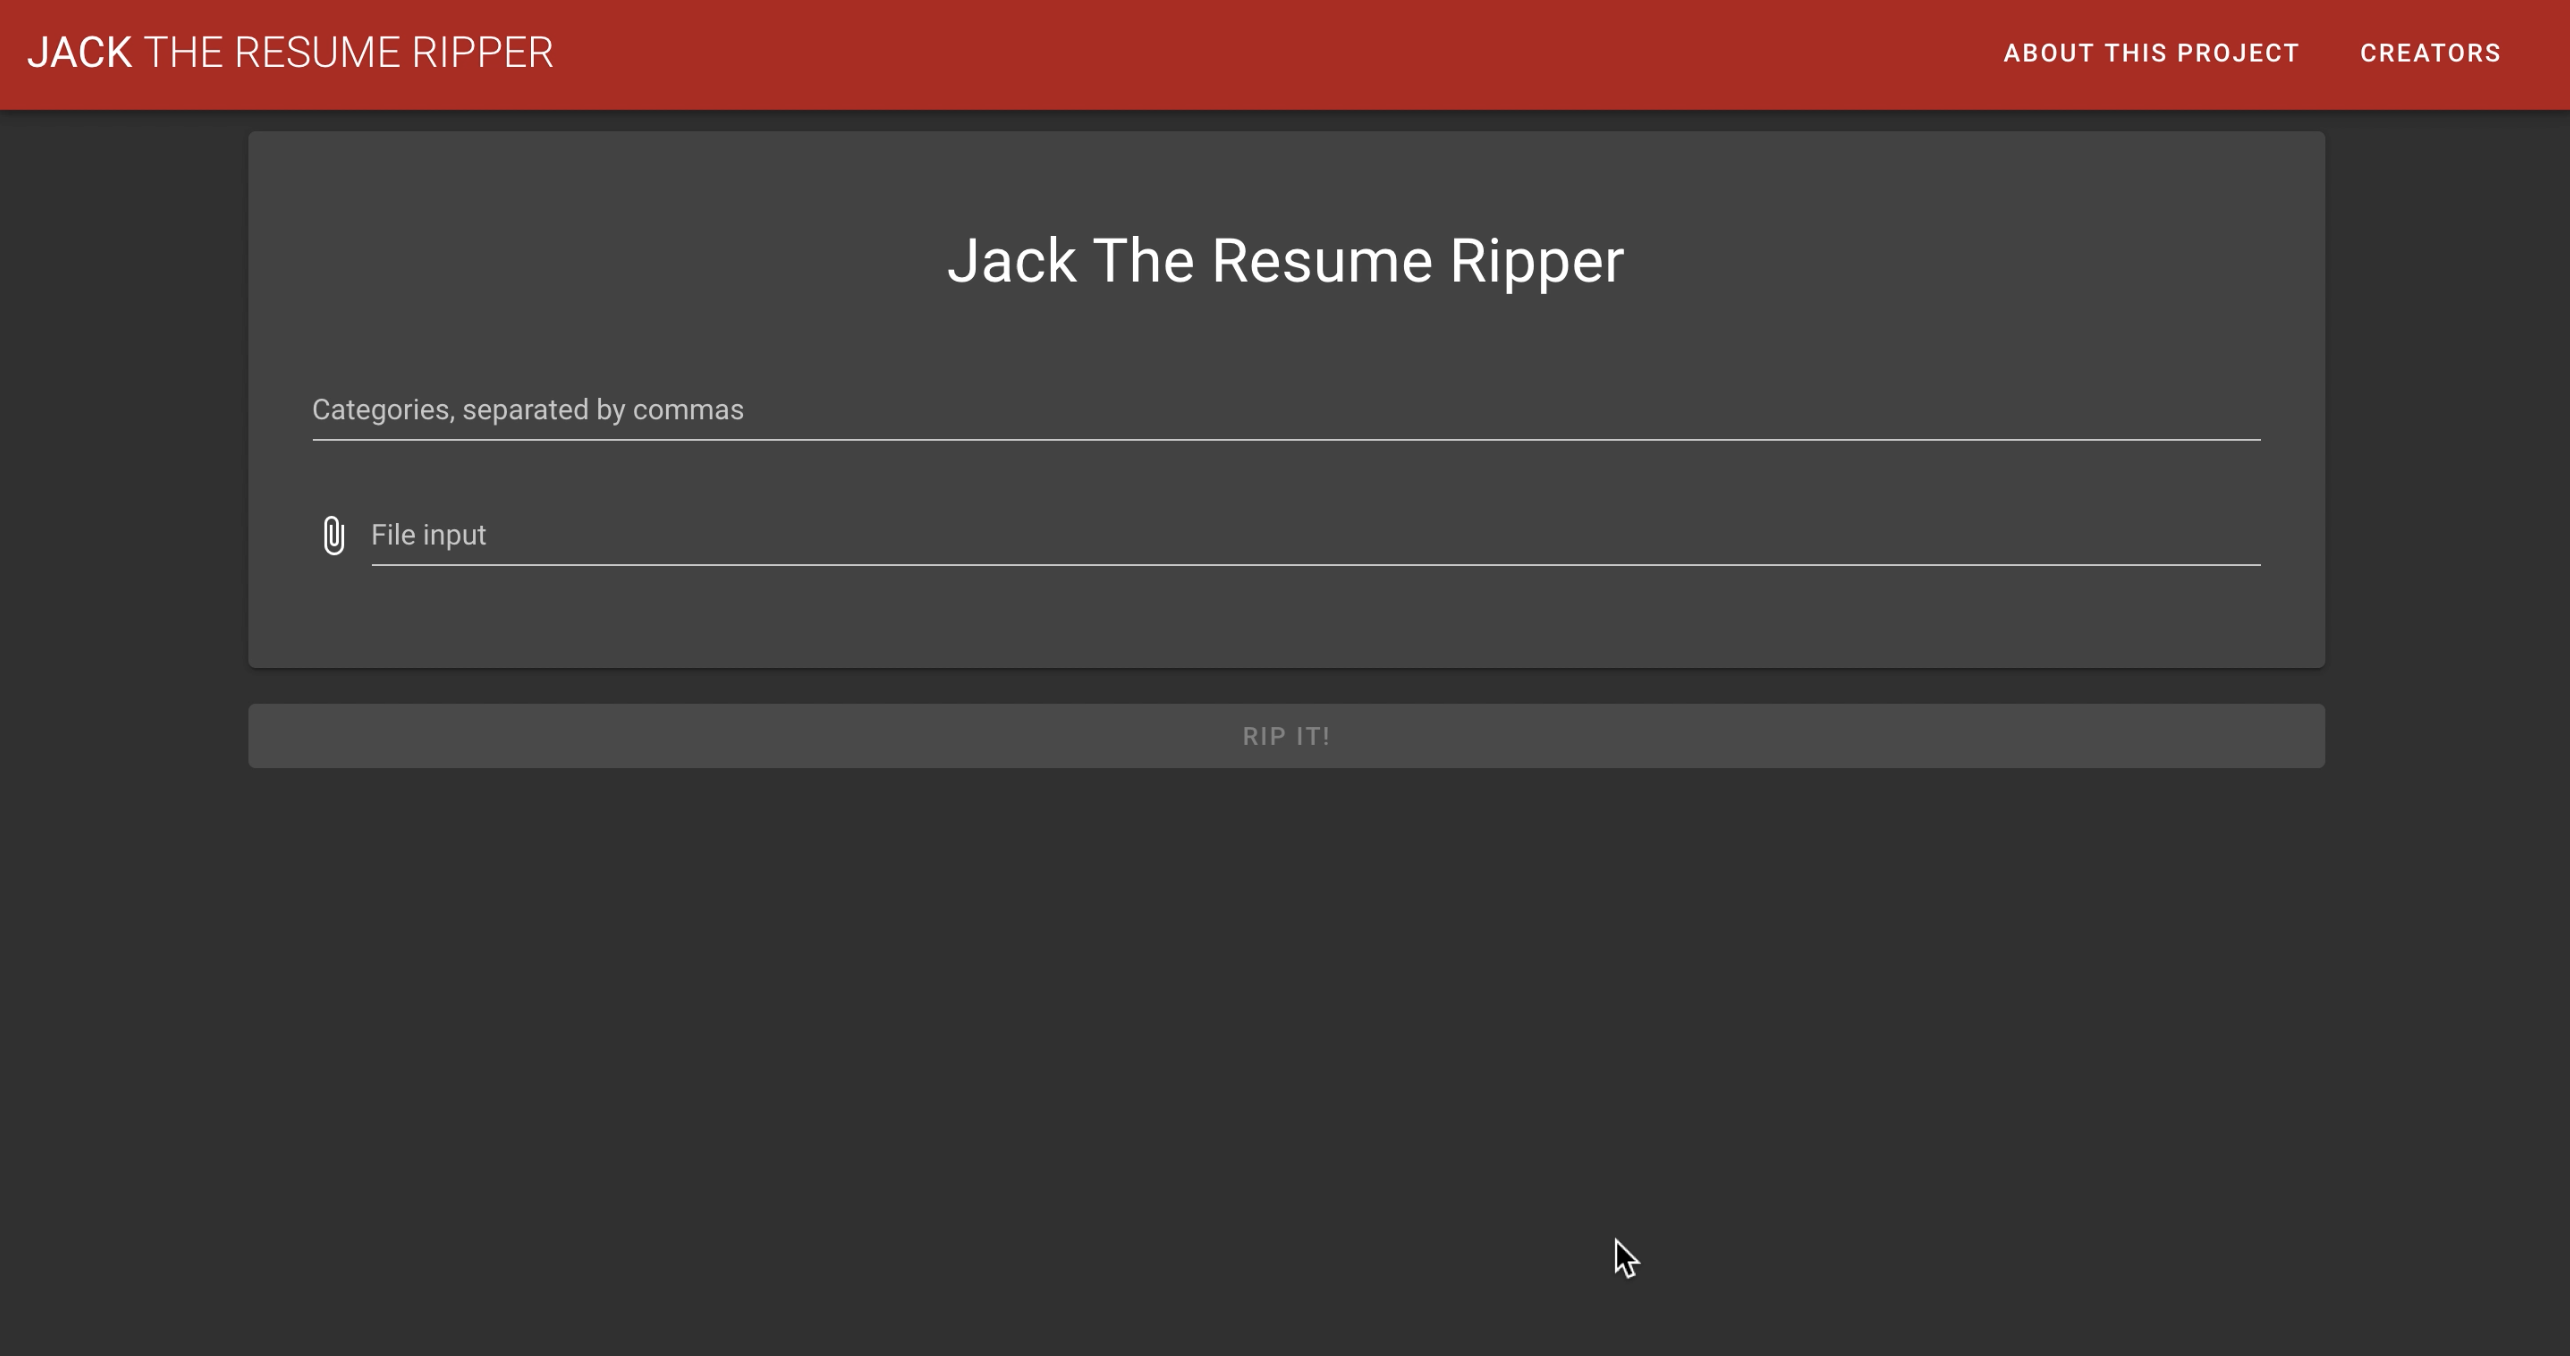 JACK THE RESUME RIPPER
ABOUT THIS PROJECT
CREATORS
Jack The Resume Ripper
Categories, separated by commas
File input
RIP IT!